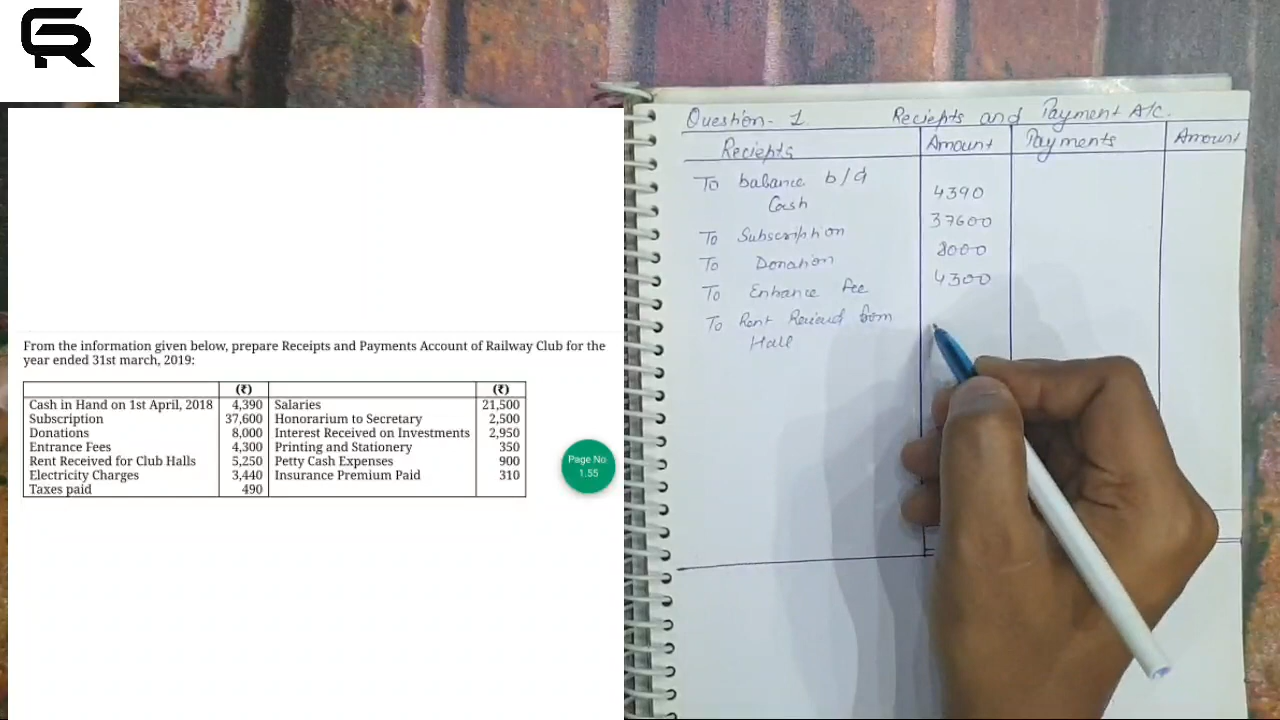 GR
From the information given below, prepare Receipts and Payments Account of Railway Club for the
year ended 31st march, 2019:
(₹) (₹)
Cash in Hand on 1st April, 2018 4,390 Salaries 21,500
Subscription 37,600 Honorarium to Secretary 2,500
Donations 8,000 Interest Received on Investments 2,950
Entrance Fees 4,300 Printing and Stationery 350
Rent Received for Club Halls 5,250 Petty Cash Expenses 900
Electricity Charges 3,440 Insurance Premium Paid 310
Taxes paid 490
Page No.
1.55
Question- 1. Reciepts and Payment A/C.
Reciepts Amount Payments Amount
To balance b/d
Cash 4390
To Subscription 37600
To Donation 8000
To Entrance fee 4300
To Rent Recieved from
Hall